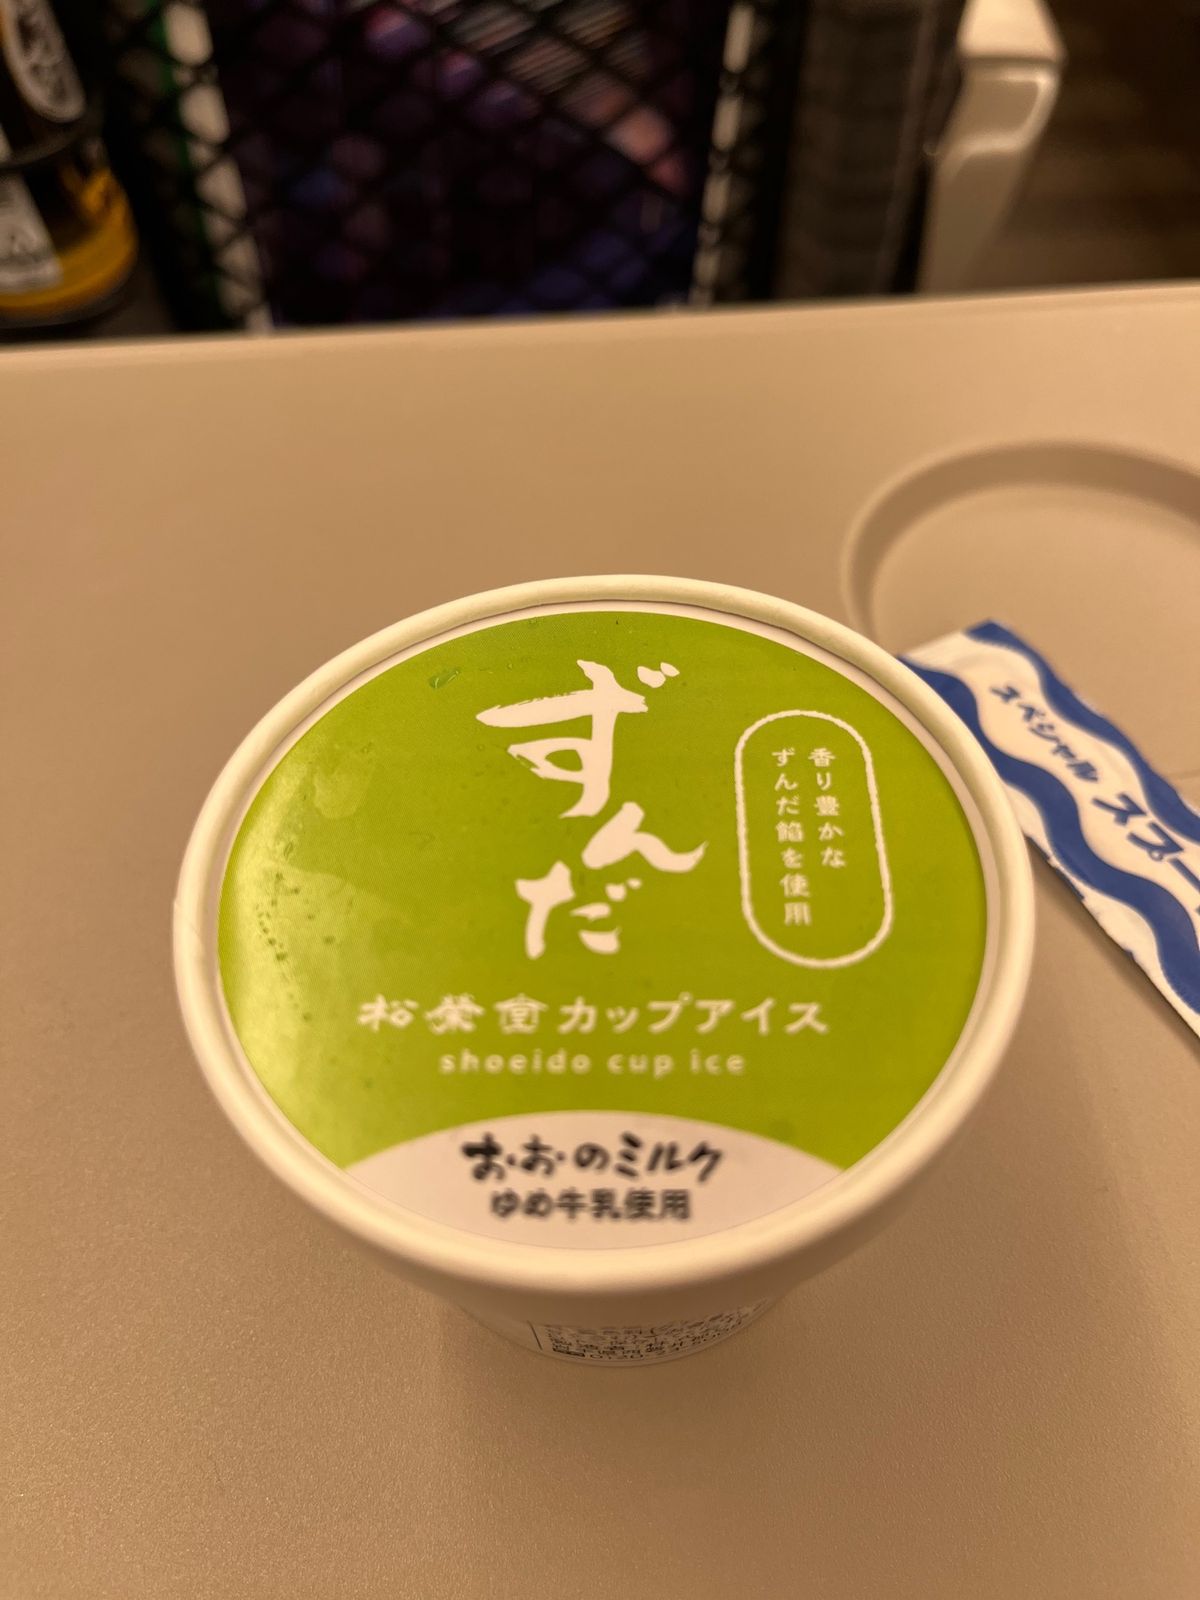 ずんだ
香り豊かな
ずんだ餡を使用
松榮堂カップアイス
shoeido cup ice
おおのミルク
ゆめ牛乳使用
スペシャル スプー